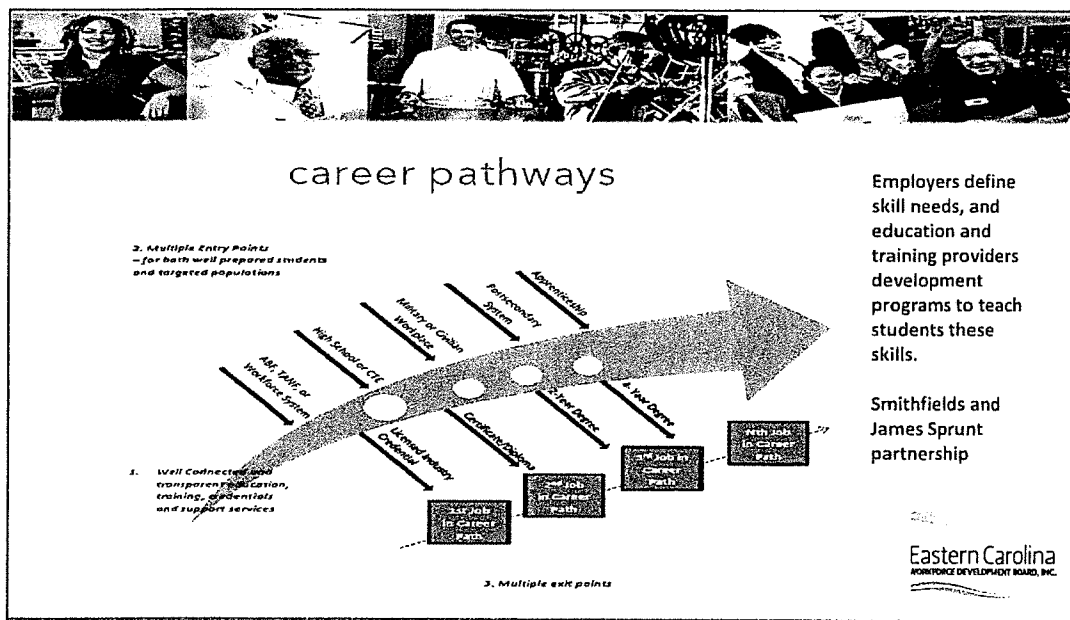 career pathways
2. Multiple Entry Points
– for both well prepared students
and targeted populations
ABE, TANF, or
Workforce System
High School or CTE
Military or Civilian
Workplace
Postsecondary
System
Apprenticeship
Licensed Industry
Credential
Certificate/Diploma
2-Year Degree
4-Year Degree
1. Well Connected and
transparent education,
training, credentials
and support services
1st Job
in Career
Path
2nd Job
in Career
Path
3rd Job in
Career
Path
Nth Job
in Career
Path
3. Multiple exit points
Employers define
skill needs, and
education and
training providers
development
programs to teach
students these
skills.
Smithfields and
James Sprunt
partnership
Eastern Carolina
WORKFORCE DEVELOPMENT BOARD, INC.